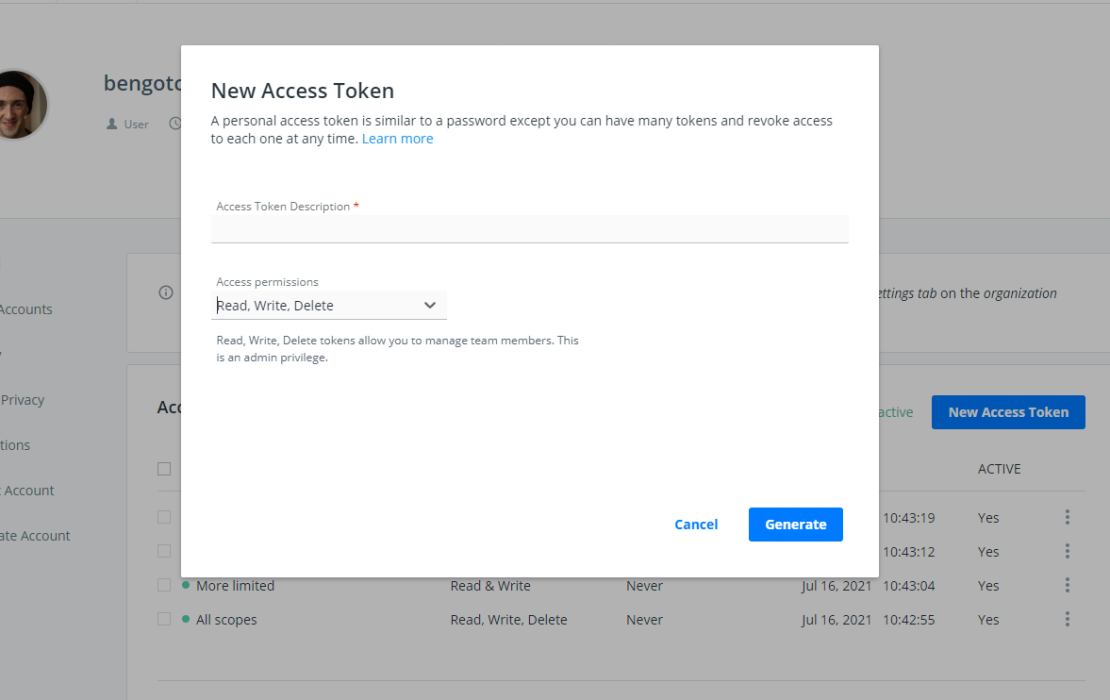 New Access Token
A personal access token is similar to a password except you can have many tokens and revoke access
to each one at any time. Learn more
Access Token Description *
Access permissions
Read, Write, Delete
Read, Write, Delete tokens allow you to manage team members. This
is an admin privilege.
Cancel Generate
User
Accounts
Privacy
Account
Account
tab on the organization
active New Access Token
ACTIVE
10:43:19 Yes
10:43:12 Yes
More limited Read & Write Never Jul 16, 2021 10:43:04 Yes
All scopes Read, Write, Delete Never Jul 16, 2021 10:42:55 Yes